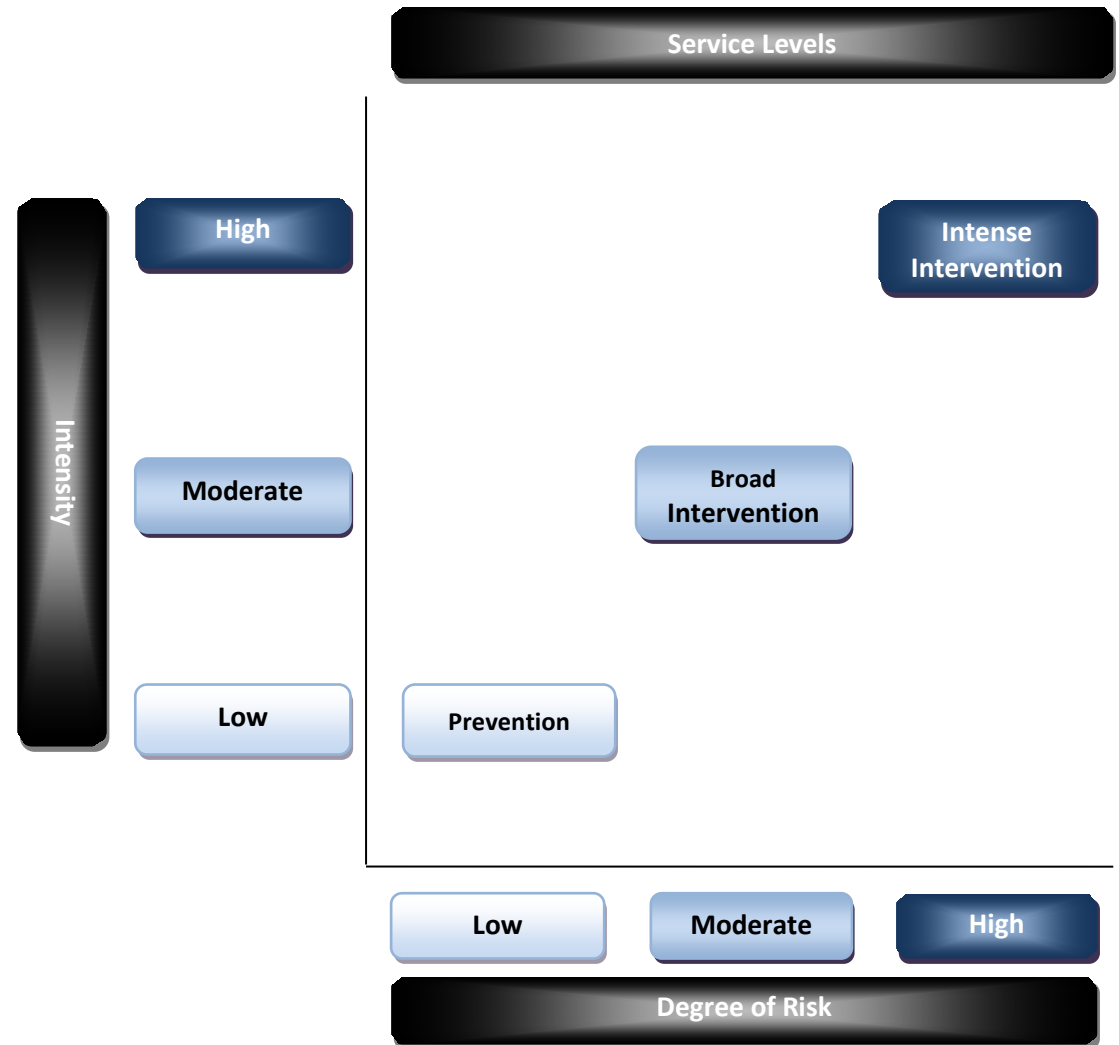 Service Levels
High
Intense
Intervention
Intensity
Moderate
Broad
Intervention
Low
Prevention
Low
Moderate
High
Degree of Risk